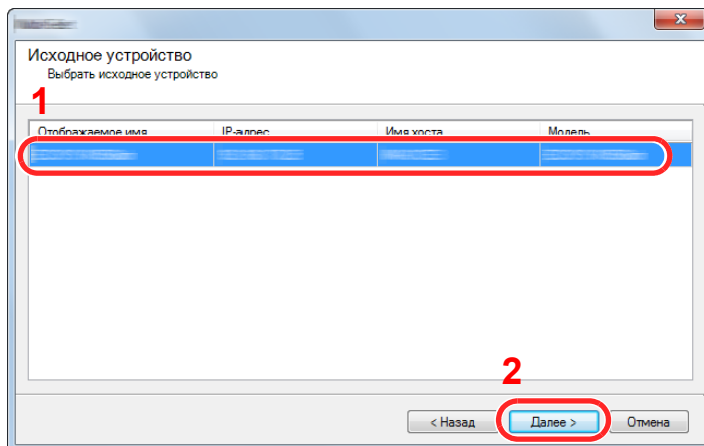 Исходное устройство
Выбрать исходное устройство
1
Отображаемое имя IP-адрес Имя хоста Модель
2
< Назад Далее > Отмена